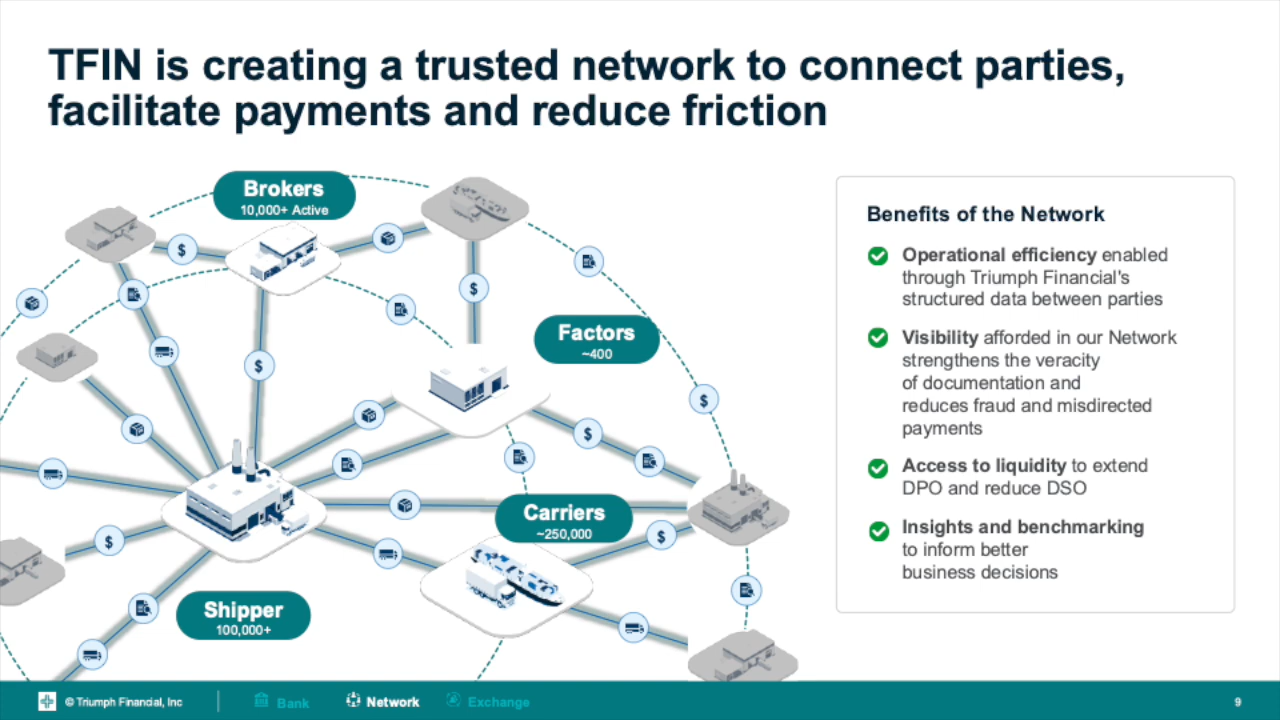 TFIN is creating a trusted network to connect parties,
facilitate payments and reduce friction
Brokers
10,000+ Active
$
$
$
Factors
~400
$
$
Carriers
~250,000
$
$
Shipper
100,000+
Benefits of the Network
Operational efficiency enabled
through Triumph Financial's
structured data between parties
Visibility afforded in our Network
strengthens the veracity
of documentation and
reduces fraud and misdirected
payments
Access to liquidity to extend
DPO and reduce DSO
Insights and benchmarking
to inform better
business decisions
© Triumph Financial, Inc
Bank
Network
Exchange
9